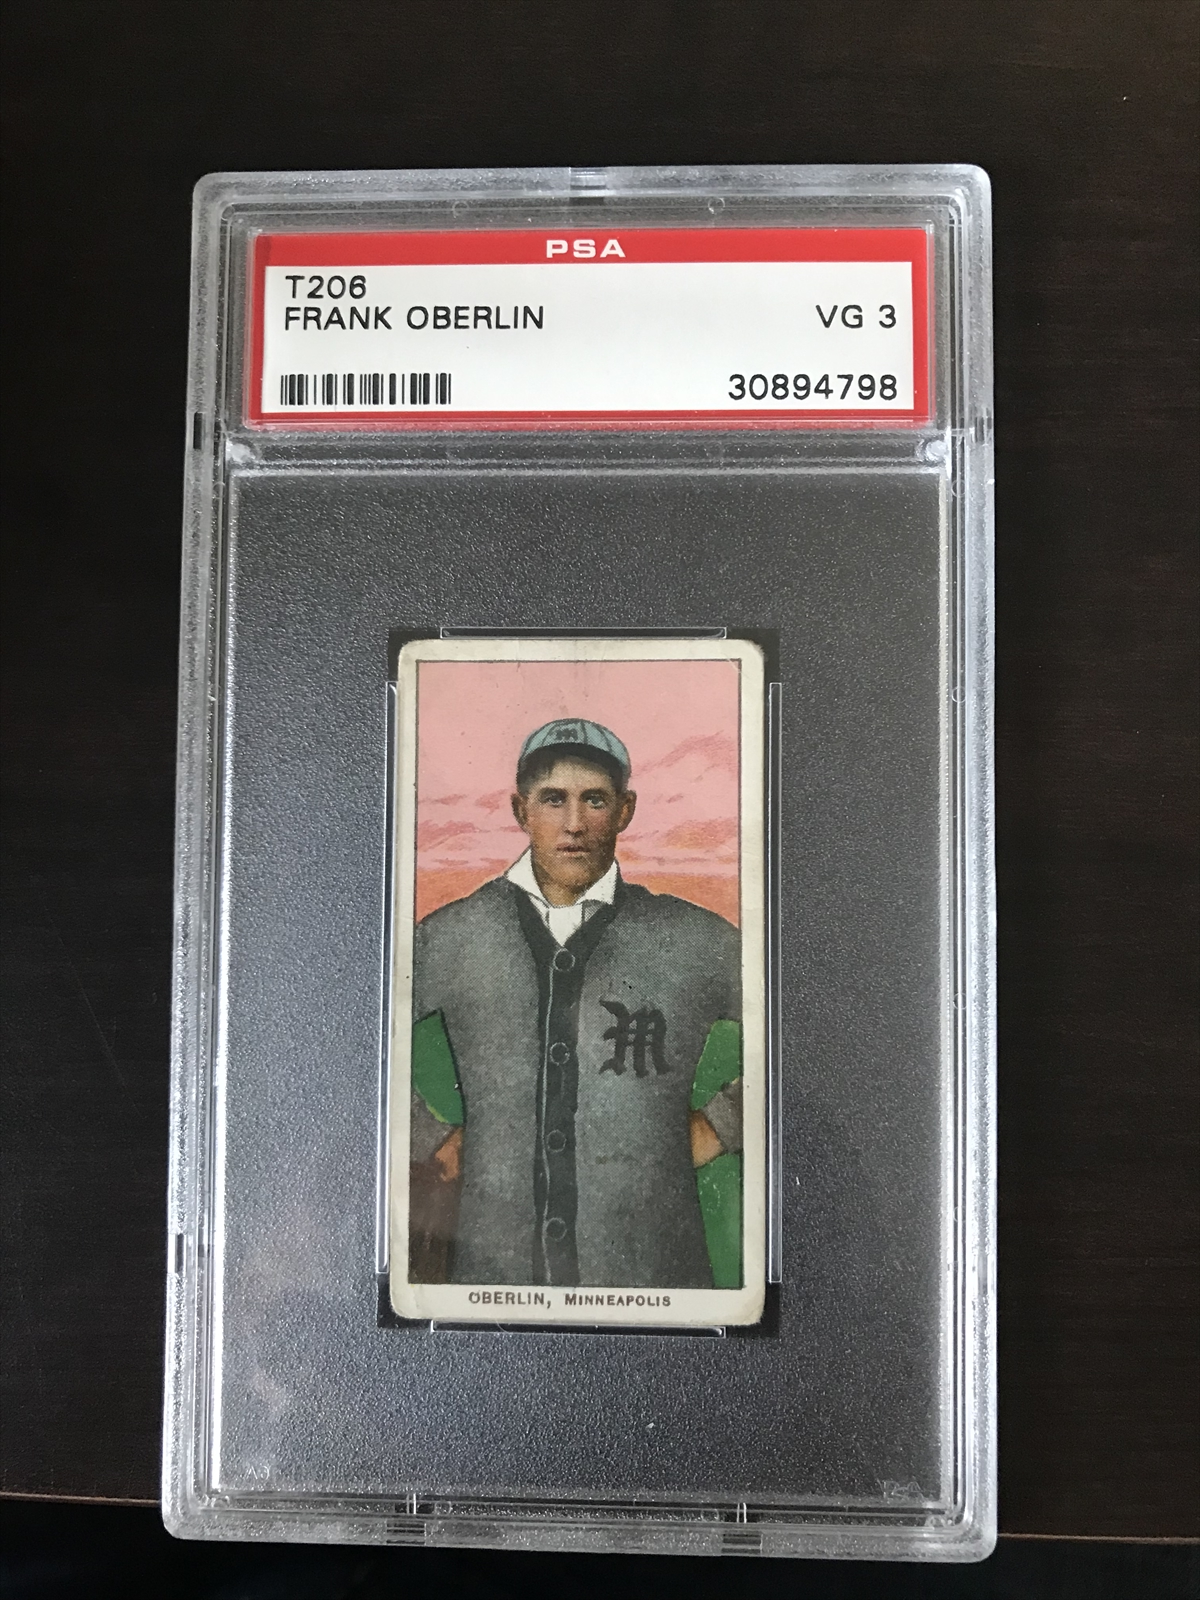 PSA
T206
FRANK OBERLIN
VG 3
30894798
M
M
OBERLIN, MINNEAPOLIS